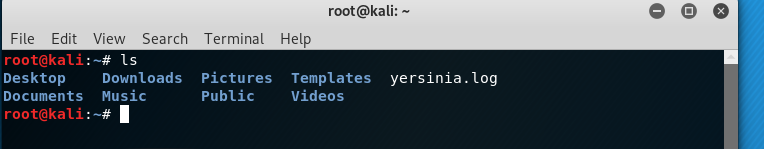 root@kali: ~
File Edit View Search Terminal Help
root@kali:~# ls
Desktop Downloads Pictures Templates yersinia.log
Documents Music Public Videos
root@kali:~#